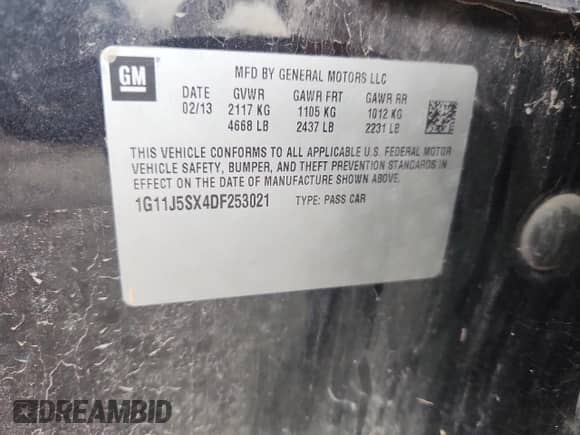 GM
MFD BY GENERAL MOTORS LLC
DATE GVWR GAWR FRT GAWR RR
02/13 2117 KG 1105 KG 1012 KG
4668 LB 2437 LB 2231 LB
THIS VEHICLE CONFORMS TO ALL APPLICABLE U.S. FEDERAL MOTOR
VEHICLE SAFETY, BUMPER, AND THEFT PREVENTION STANDARDS IN
EFFECT ON THE DATE OF MANUFACTURE SHOWN ABOVE.
1G11J5SX4DF253021 TYPE: PASS CAR
DREAMBID